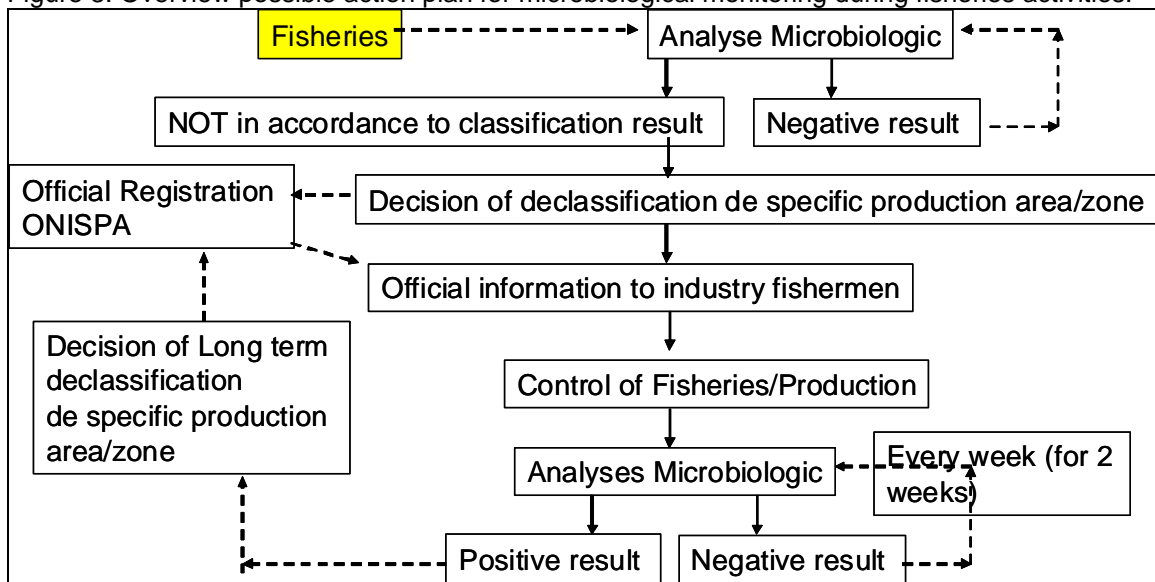 Fisheries
Analyse Microbiologic
NOT in accordance to classification result
Negative result
Official Registration
ONISPA
Decision of declassification de specific production area/zone
Official information to industry fishermen
Decision of Long term
declassification
de specific production
area/zone
Control of Fisheries/Production
Analyses Microbiologic
Every week (for 2
weeks)
Positive result
Negative result